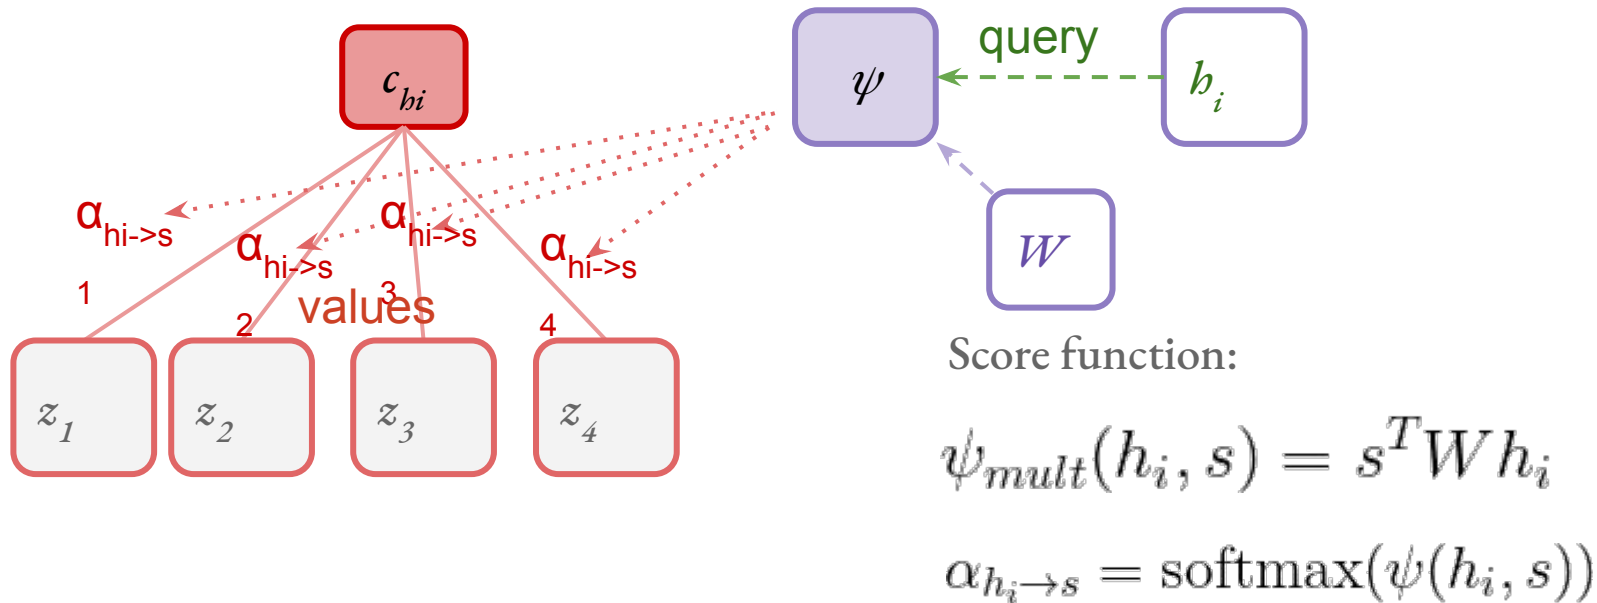 c_hi
ψ
query
h_i
α_hi->s
1
α_hi->s
2
α_hi->s
3
α_hi->s
4
values
W
z_1
z_2
z_3
z_4
Score function:
ψ_mult(h_i, s) = s^T W h_i
α_{h_i→s} = softmax(ψ(h_i, s))